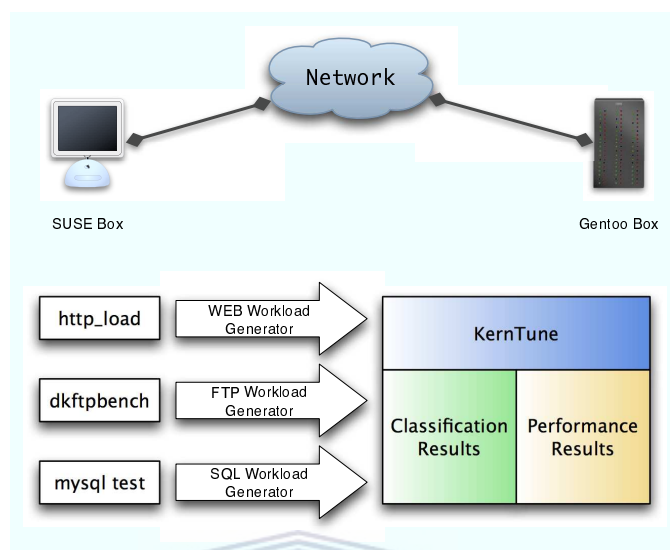 Network
SUSE Box
Gentoo Box
http_load
WEB Workload
Generator
KernTune
dkftpbench
FTP Workload
Generator
Classification
Results
Performance
Results
mysql test
SQL Workload
Generator